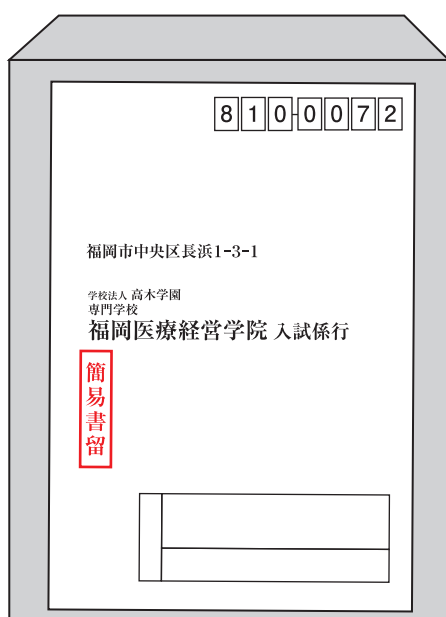 810-0072
福岡市中央区長浜1-3-1
学校法人 高木学園
専門学校
福岡医療経営学院 入試係行
簡易書留